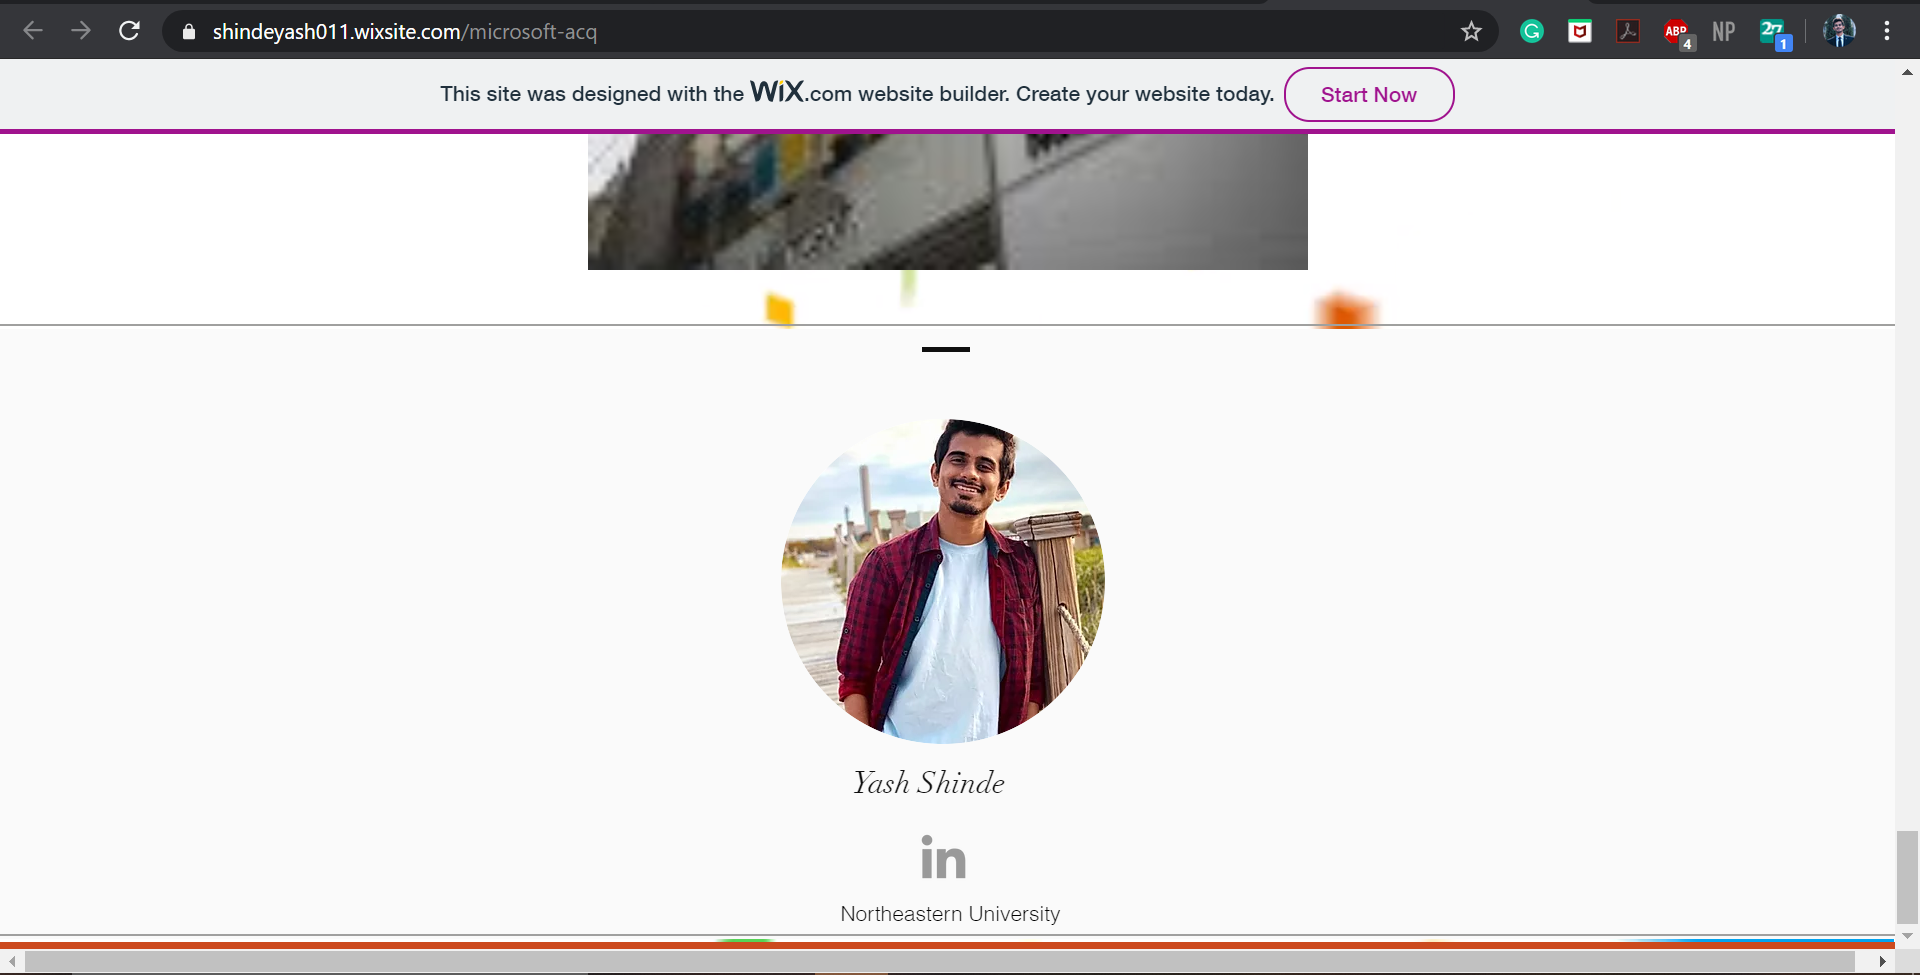 shindeyash011.wixsite.com/microsoft-acq
G
ABP
4
NP
27
1
This site was designed with the WiX.com website builder. Create your website today.
Start Now
Yash Shinde
in
Northeastern University